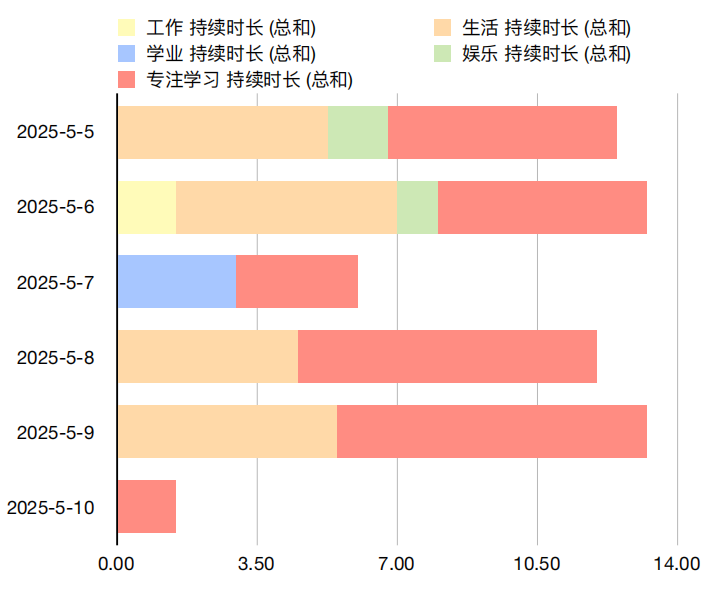 工作 持续时长 (总和) 生活 持续时长 (总和)
学业 持续时长 (总和) 娱乐 持续时长 (总和)
专注学习 持续时长 (总和)
2025-5-5
2025-5-6
2025-5-7
2025-5-8
2025-5-9
2025-5-10
0.00 3.50 7.00 10.50 14.00